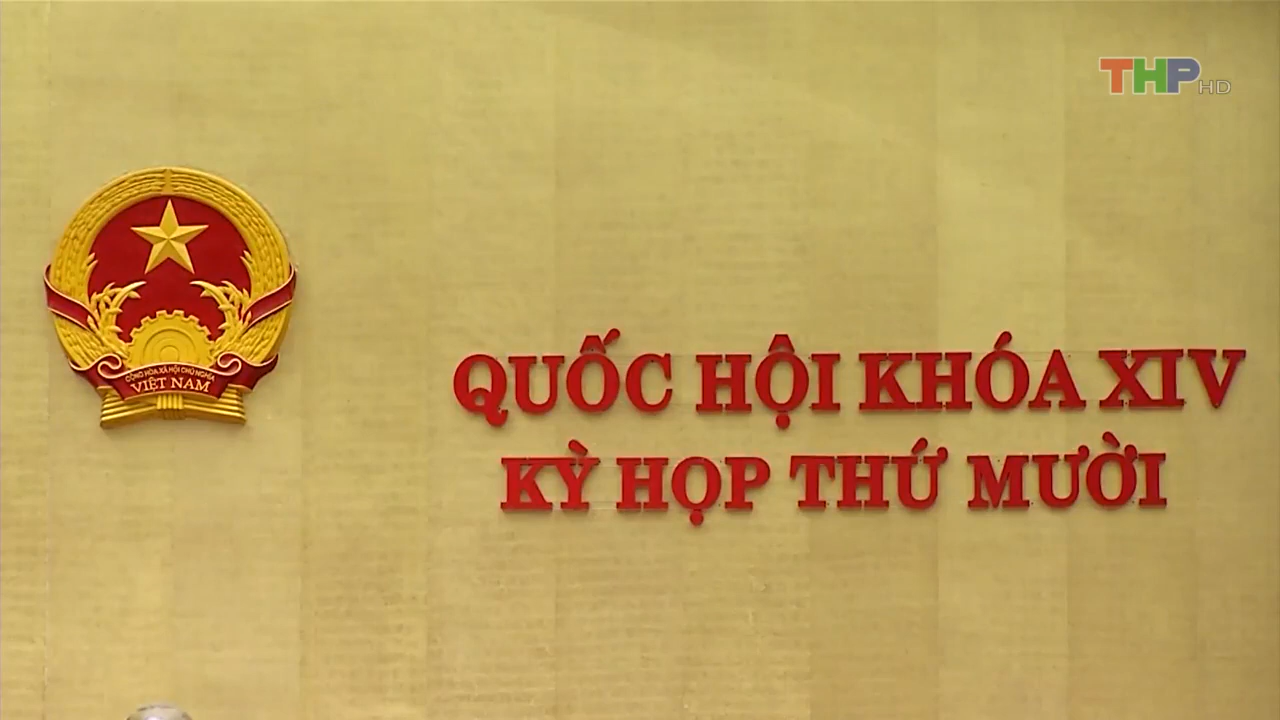 THP HD
CỘNG HÒA XÃ HỘI CHỦ NGHĨA
VIỆT NAM
QUỐC HỘI KHÓA XIV
KỲ HỌP THỨ MƯỜI